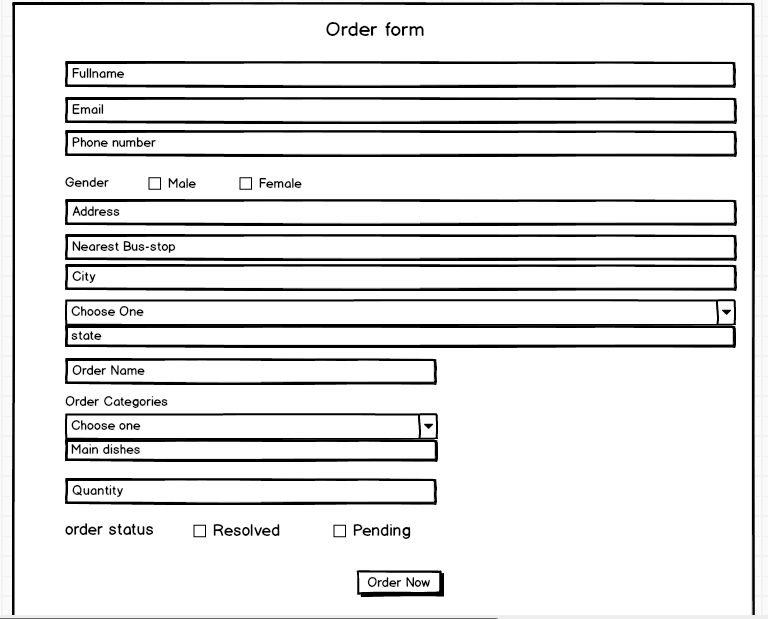 Order form
Fullname
Email
Phone number
Gender Male Female
Address
Nearest Bus-stop
City
Choose One
state
Order Name
Order Categories
Choose one
Main dishes
Quantity
order status Resolved Pending
Order Now